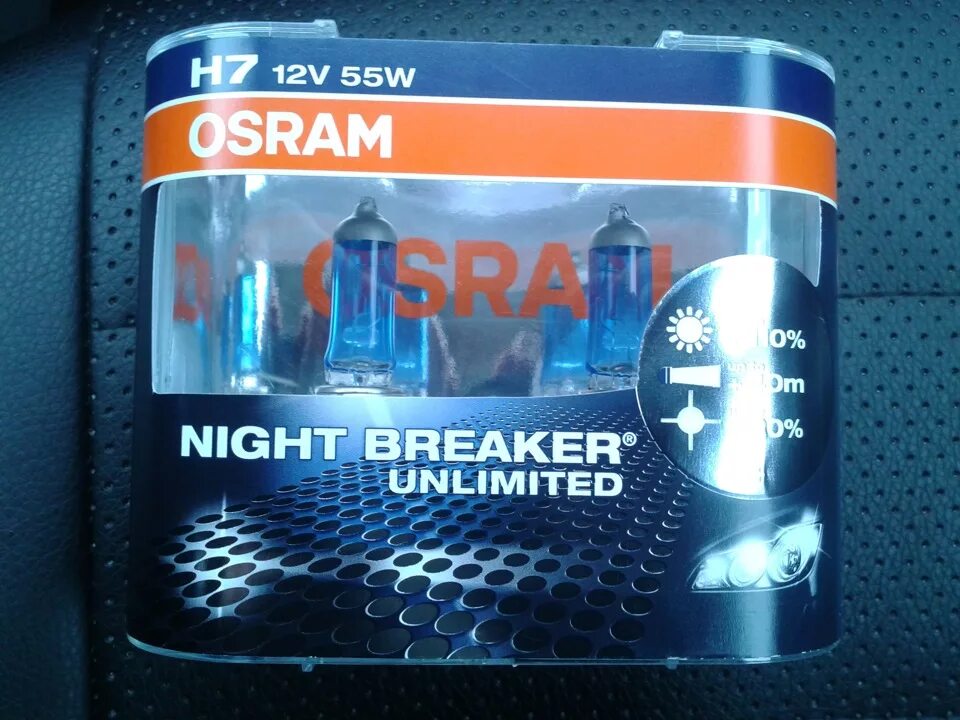 H7 12V 55W
OSRAM
OSRAM
NIGHT BREAKER®
UNLIMITED